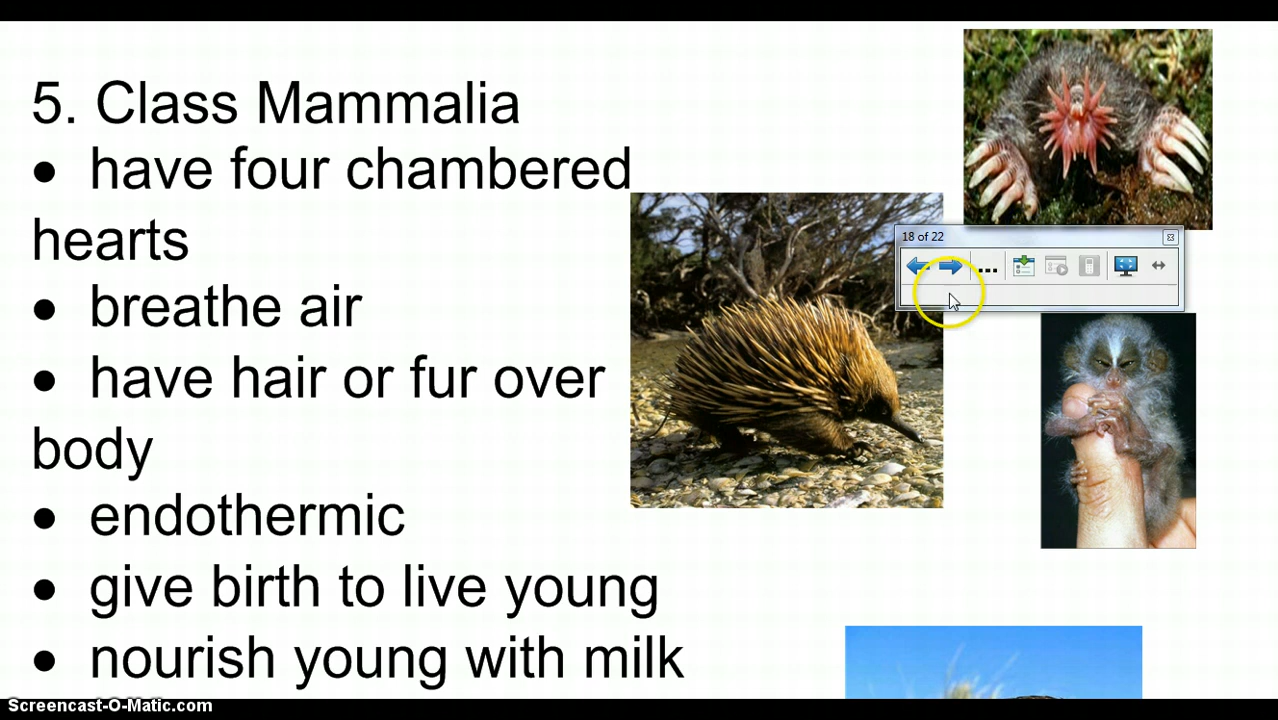 5. Class Mammalia
• have four chambered
hearts
• breathe air
• have hair or fur over
body
• endothermic
• give birth to live young
• nourish young with milk
18 of 22
...
Screencast-O-Matic.com